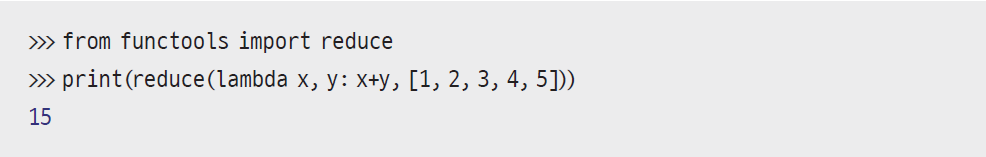 >>> from functools import reduce
>>> print(reduce(lambda x, y: x+y, [1, 2, 3, 4, 5]))
15